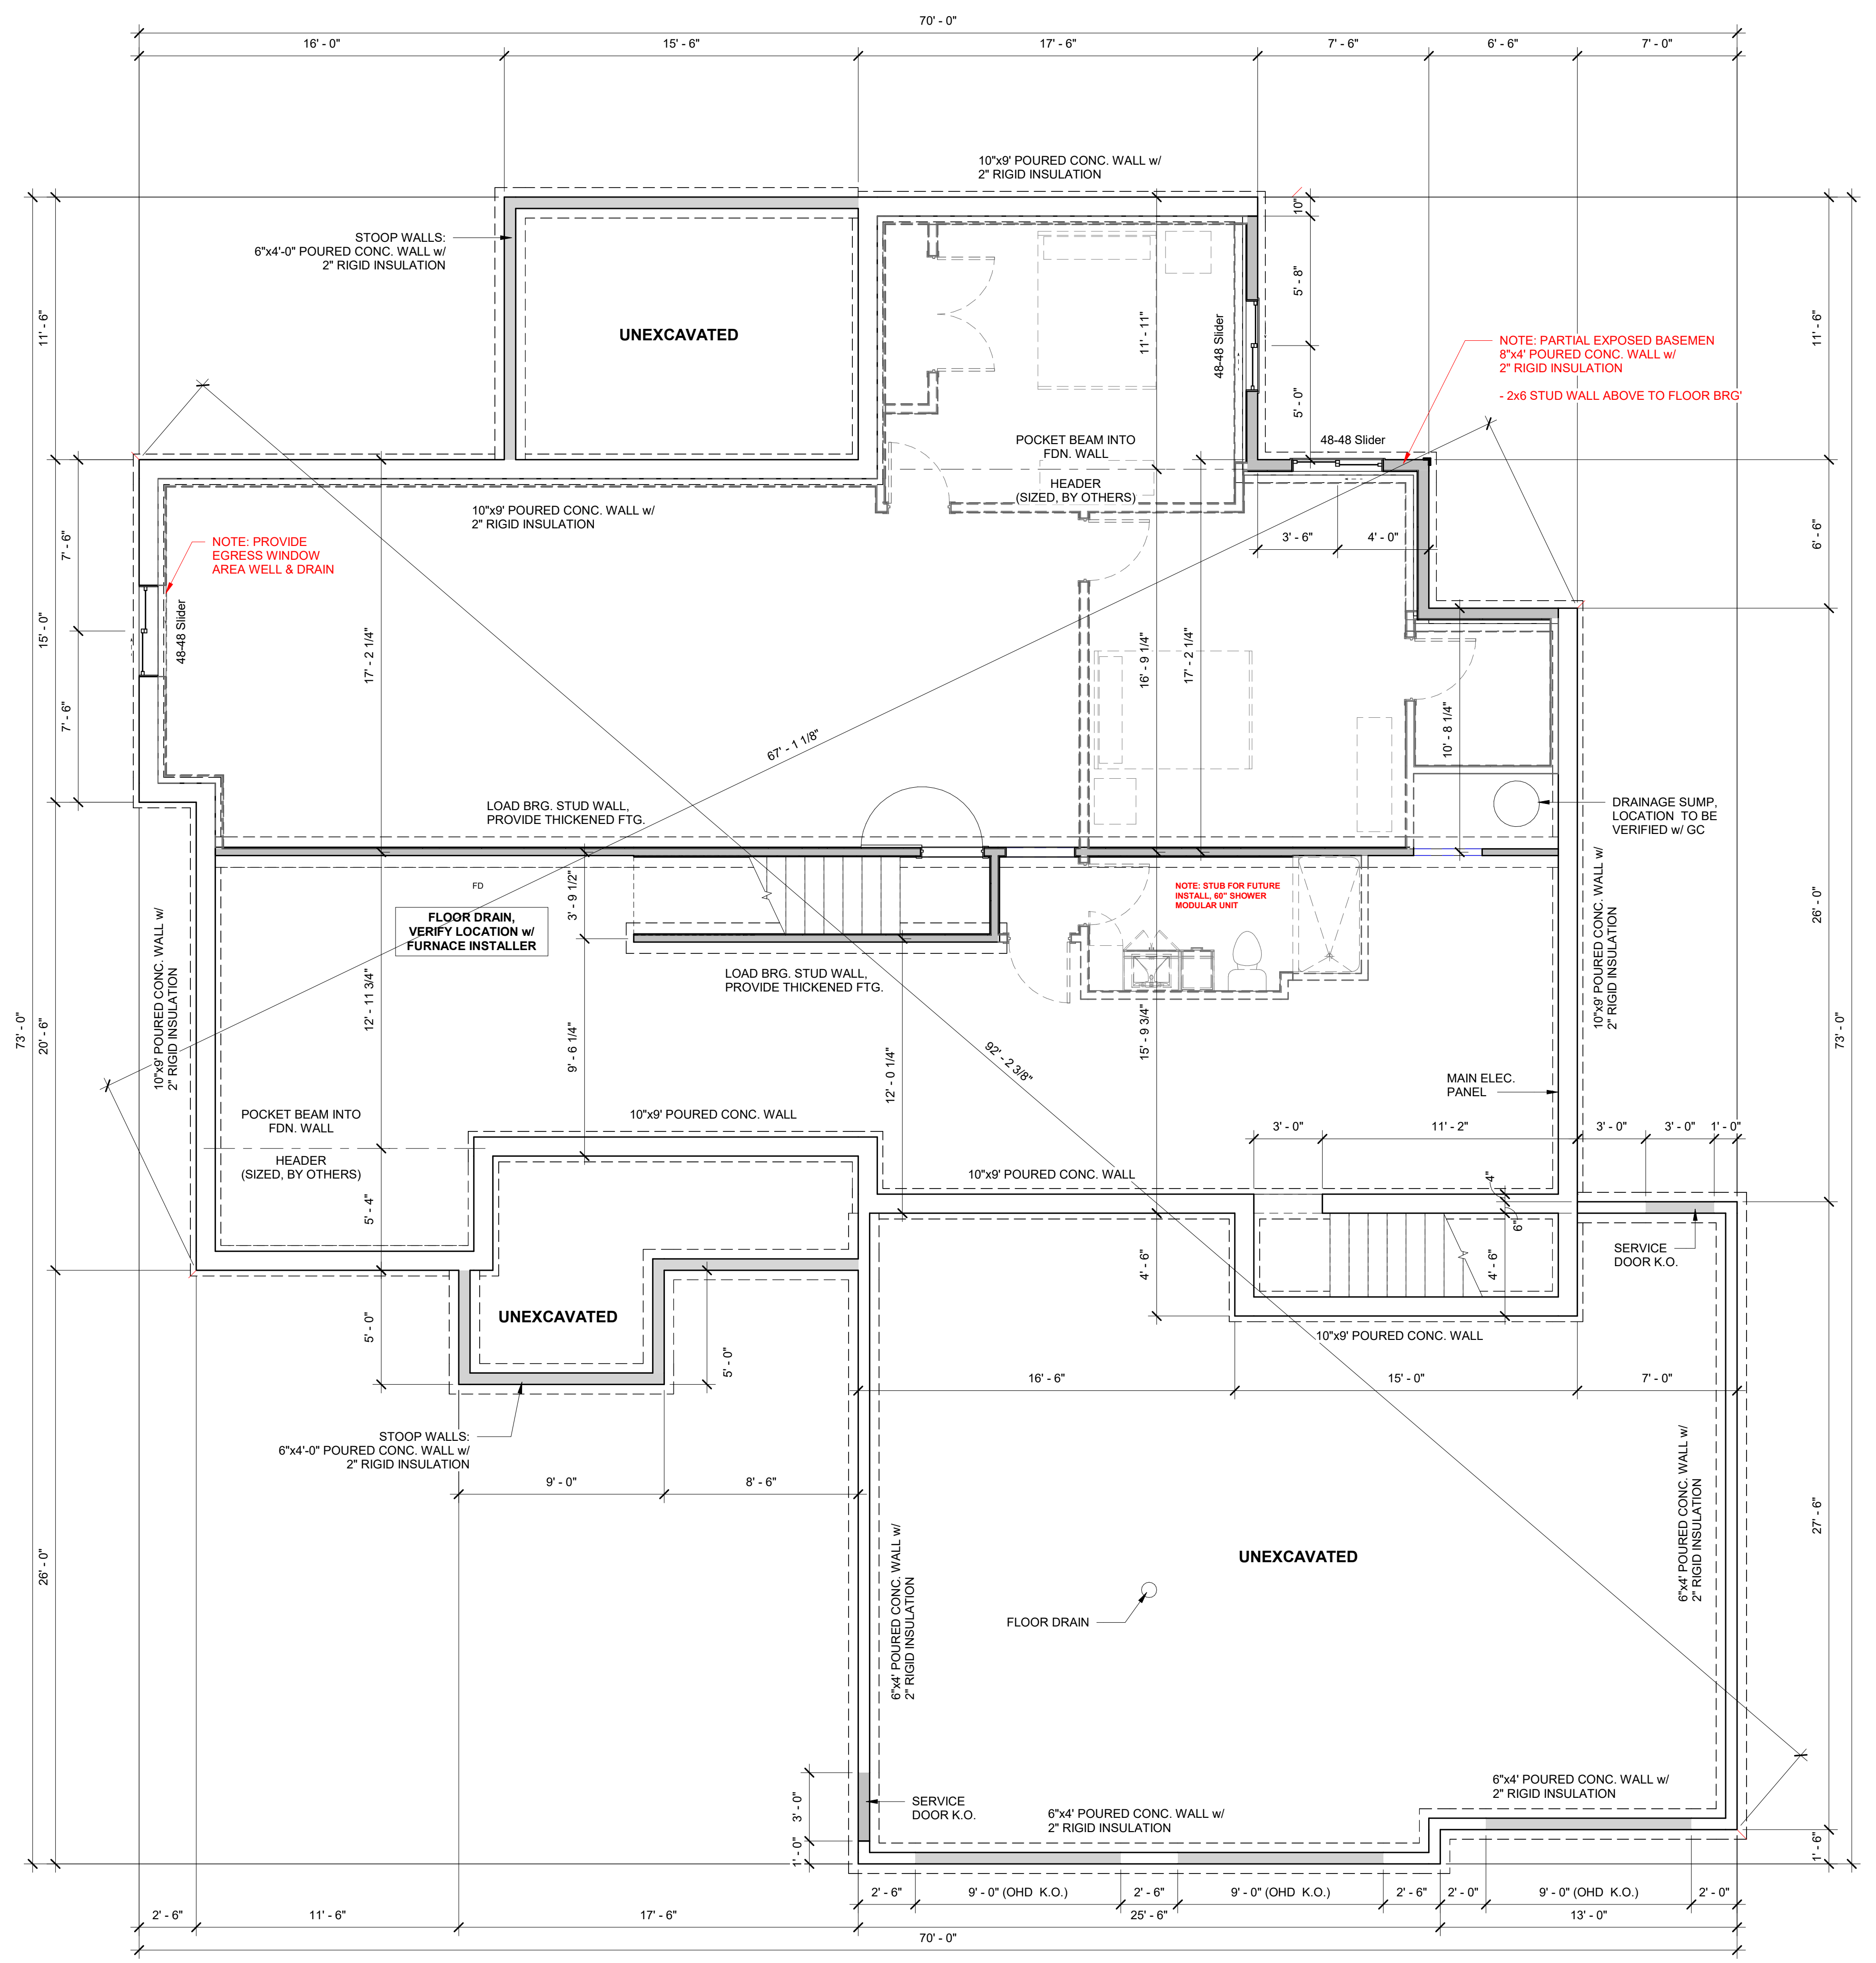 70' - 0"
16' - 0"
15' - 6"
17' - 6"
7' - 6"
6' - 6"
7' - 0"
10"x9' POURED CONC. WALL w/
2" RIGID INSULATION
10"
STOOP WALLS:
6"x4'-0" POURED CONC. WALL w/
2" RIGID INSULATION
UNEXCAVATED
11' - 6"
11' - 11"
48-48 Slider
5' - 8"
5' - 0"
11' - 6"
NOTE: PARTIAL EXPOSED BASEMEN
8"x4' POURED CONC. WALL w/
2" RIGID INSULATION
- 2x6 STUD WALL ABOVE TO FLOOR BRG'
POCKET BEAM INTO
FDN. WALL
HEADER
(SIZED, BY OTHERS)
48-48 Slider
10"x9' POURED CONC. WALL w/
2" RIGID INSULATION
3' - 6"
4' - 0"
6' - 6"
7' - 6"
NOTE: PROVIDE
EGRESS WINDOW
AREA WELL & DRAIN
48-48 Slider
15' - 0"
7' - 6"
17' - 2 1/4"
16' - 9 1/4"
17' - 2 1/4"
10' - 8 1/4"
67' - 1 1/8"
LOAD BRG. STUD WALL,
PROVIDE THICKENED FTG.
DRAINAGE SUMP,
LOCATION TO BE
VERIFIED w/ GC
FD
FLOOR DRAIN,
VERIFY LOCATION w/
FURNACE INSTALLER
3' - 9 1/2"
NOTE: STUB FOR FUTURE
INSTALL, 60" SHOWER
MODULAR UNIT
10"x9' POURED CONC. WALL w/
2" RIGID INSULATION
26' - 0"
LOAD BRG. STUD WALL,
PROVIDE THICKENED FTG.
73' - 0"
20' - 6"
10"x9' POURED CONC. WALL w/
2" RIGID INSULATION
12' - 11 3/4"
9' - 6 1/4"
12' - 0 1/4"
92' - 2 3/8"
15' - 9 3/4"
73' - 0"
MAIN ELEC.
PANEL
POCKET BEAM INTO
FDN. WALL
HEADER
(SIZED, BY OTHERS)
10"x9' POURED CONC. WALL
3' - 0"
11' - 2"
3' - 0"
3' - 0"
1' - 0"
10"x9' POURED CONC. WALL
4"
6"
5' - 4"
4' - 6"
4' - 6"
SERVICE
DOOR K.O.
UNEXCAVATED
5' - 0"
5' - 0"
10"x9' POURED CONC. WALL
16' - 6"
15' - 0"
7' - 0"
STOOP WALLS:
6"x4'-0" POURED CONC. WALL w/
2" RIGID INSULATION
9' - 0"
8' - 6"
6"x4' POURED CONC. WALL w/
2" RIGID INSULATION
27' - 6"
26' - 0"
6"x4' POURED CONC. WALL w/
2" RIGID INSULATION
UNEXCAVATED
FLOOR DRAIN
3' - 0"
1' - 0"
SERVICE
DOOR K.O.
6"x4' POURED CONC. WALL w/
2" RIGID INSULATION
6"x4' POURED CONC. WALL w/
2" RIGID INSULATION
1' - 6"
2' - 6"
9' - 0" (OHD K.O.)
2' - 6"
9' - 0" (OHD K.O.)
2' - 6"
2' - 0"
9' - 0" (OHD K.O.)
2' - 0"
2' - 6"
11' - 6"
17' - 6"
25' - 6"
13' - 0"
70' - 0"